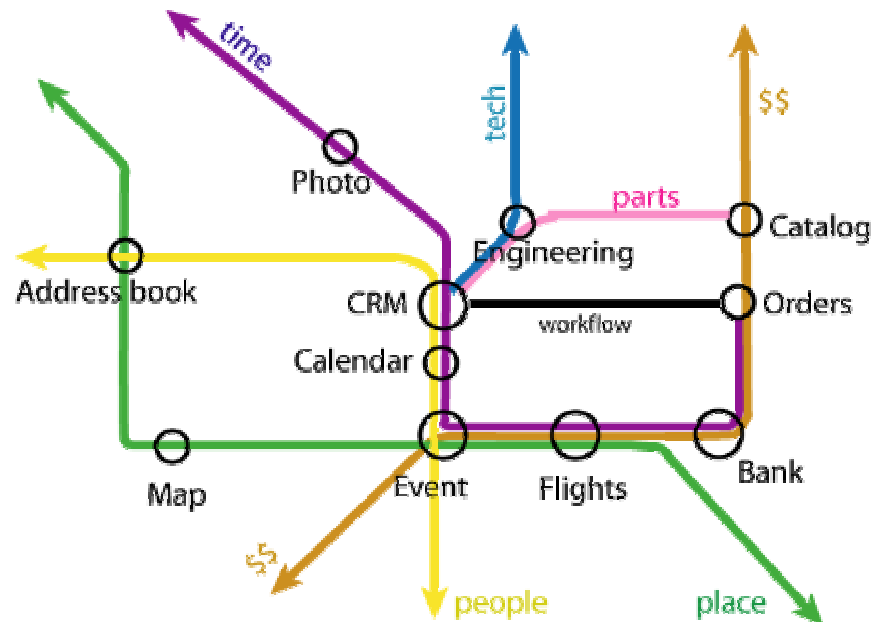 time
tech
$$
Photo
parts
Engineering
Catalog
Address book
CRM
Orders
workflow
Calendar
Map
Event
Flights
Bank
$$
people
place